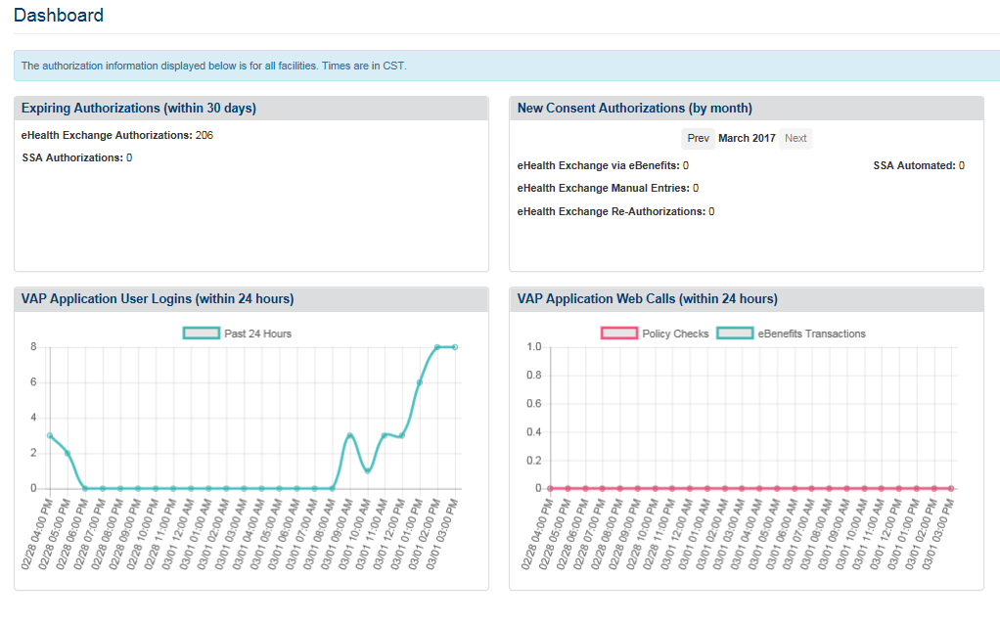 Dashboard
The authorization information displayed below is for all facilities. Times are in CST.
Expiring Authorizations (within 30 days)
eHealth Exchange Authorizations: 206
SSA Authorizations: 0
New Consent Authorizations (by month)
Prev March 2017 Next
eHealth Exchange via eBenefits: 0 SSA Automated: 0
eHealth Exchange Manual Entries: 0
eHealth Exchange Re-Authorizations: 0
VAP Application User Logins (within 24 hours)
Past 24 Hours
8
6
4
2
0
02/28 04:00 PM
02/28 05:00 PM
02/28 06:00 PM
02/28 07:00 PM
02/28 08:00 PM
02/28 09:00 PM
02/28 10:00 PM
02/28 11:00 PM
03/01 12:00 AM
03/01 01:00 AM
03/01 02:00 AM
03/01 03:00 AM
03/01 04:00 AM
03/01 05:00 AM
03/01 06:00 AM
03/01 07:00 AM
03/01 08:00 AM
03/01 09:00 AM
03/01 10:00 AM
03/01 11:00 AM
03/01 12:00 PM
03/01 01:00 PM
03/01 02:00 PM
03/01 03:00 PM
VAP Application Web Calls (within 24 hours)
Policy Checks eBenefits Transactions
1.0
0.8
0.6
0.4
0.2
0
02/28 04:00 PM
02/28 05:00 PM
02/28 06:00 PM
02/28 07:00 PM
02/28 08:00 PM
02/28 09:00 PM
02/28 10:00 PM
02/28 11:00 PM
03/01 12:00 AM
03/01 01:00 AM
03/01 02:00 AM
03/01 03:00 AM
03/01 04:00 AM
03/01 05:00 AM
03/01 06:00 AM
03/01 07:00 AM
03/01 08:00 AM
03/01 09:00 AM
03/01 10:00 AM
03/01 11:00 AM
03/01 12:00 PM
03/01 01:00 PM
03/01 02:00 PM
03/01 03:00 PM